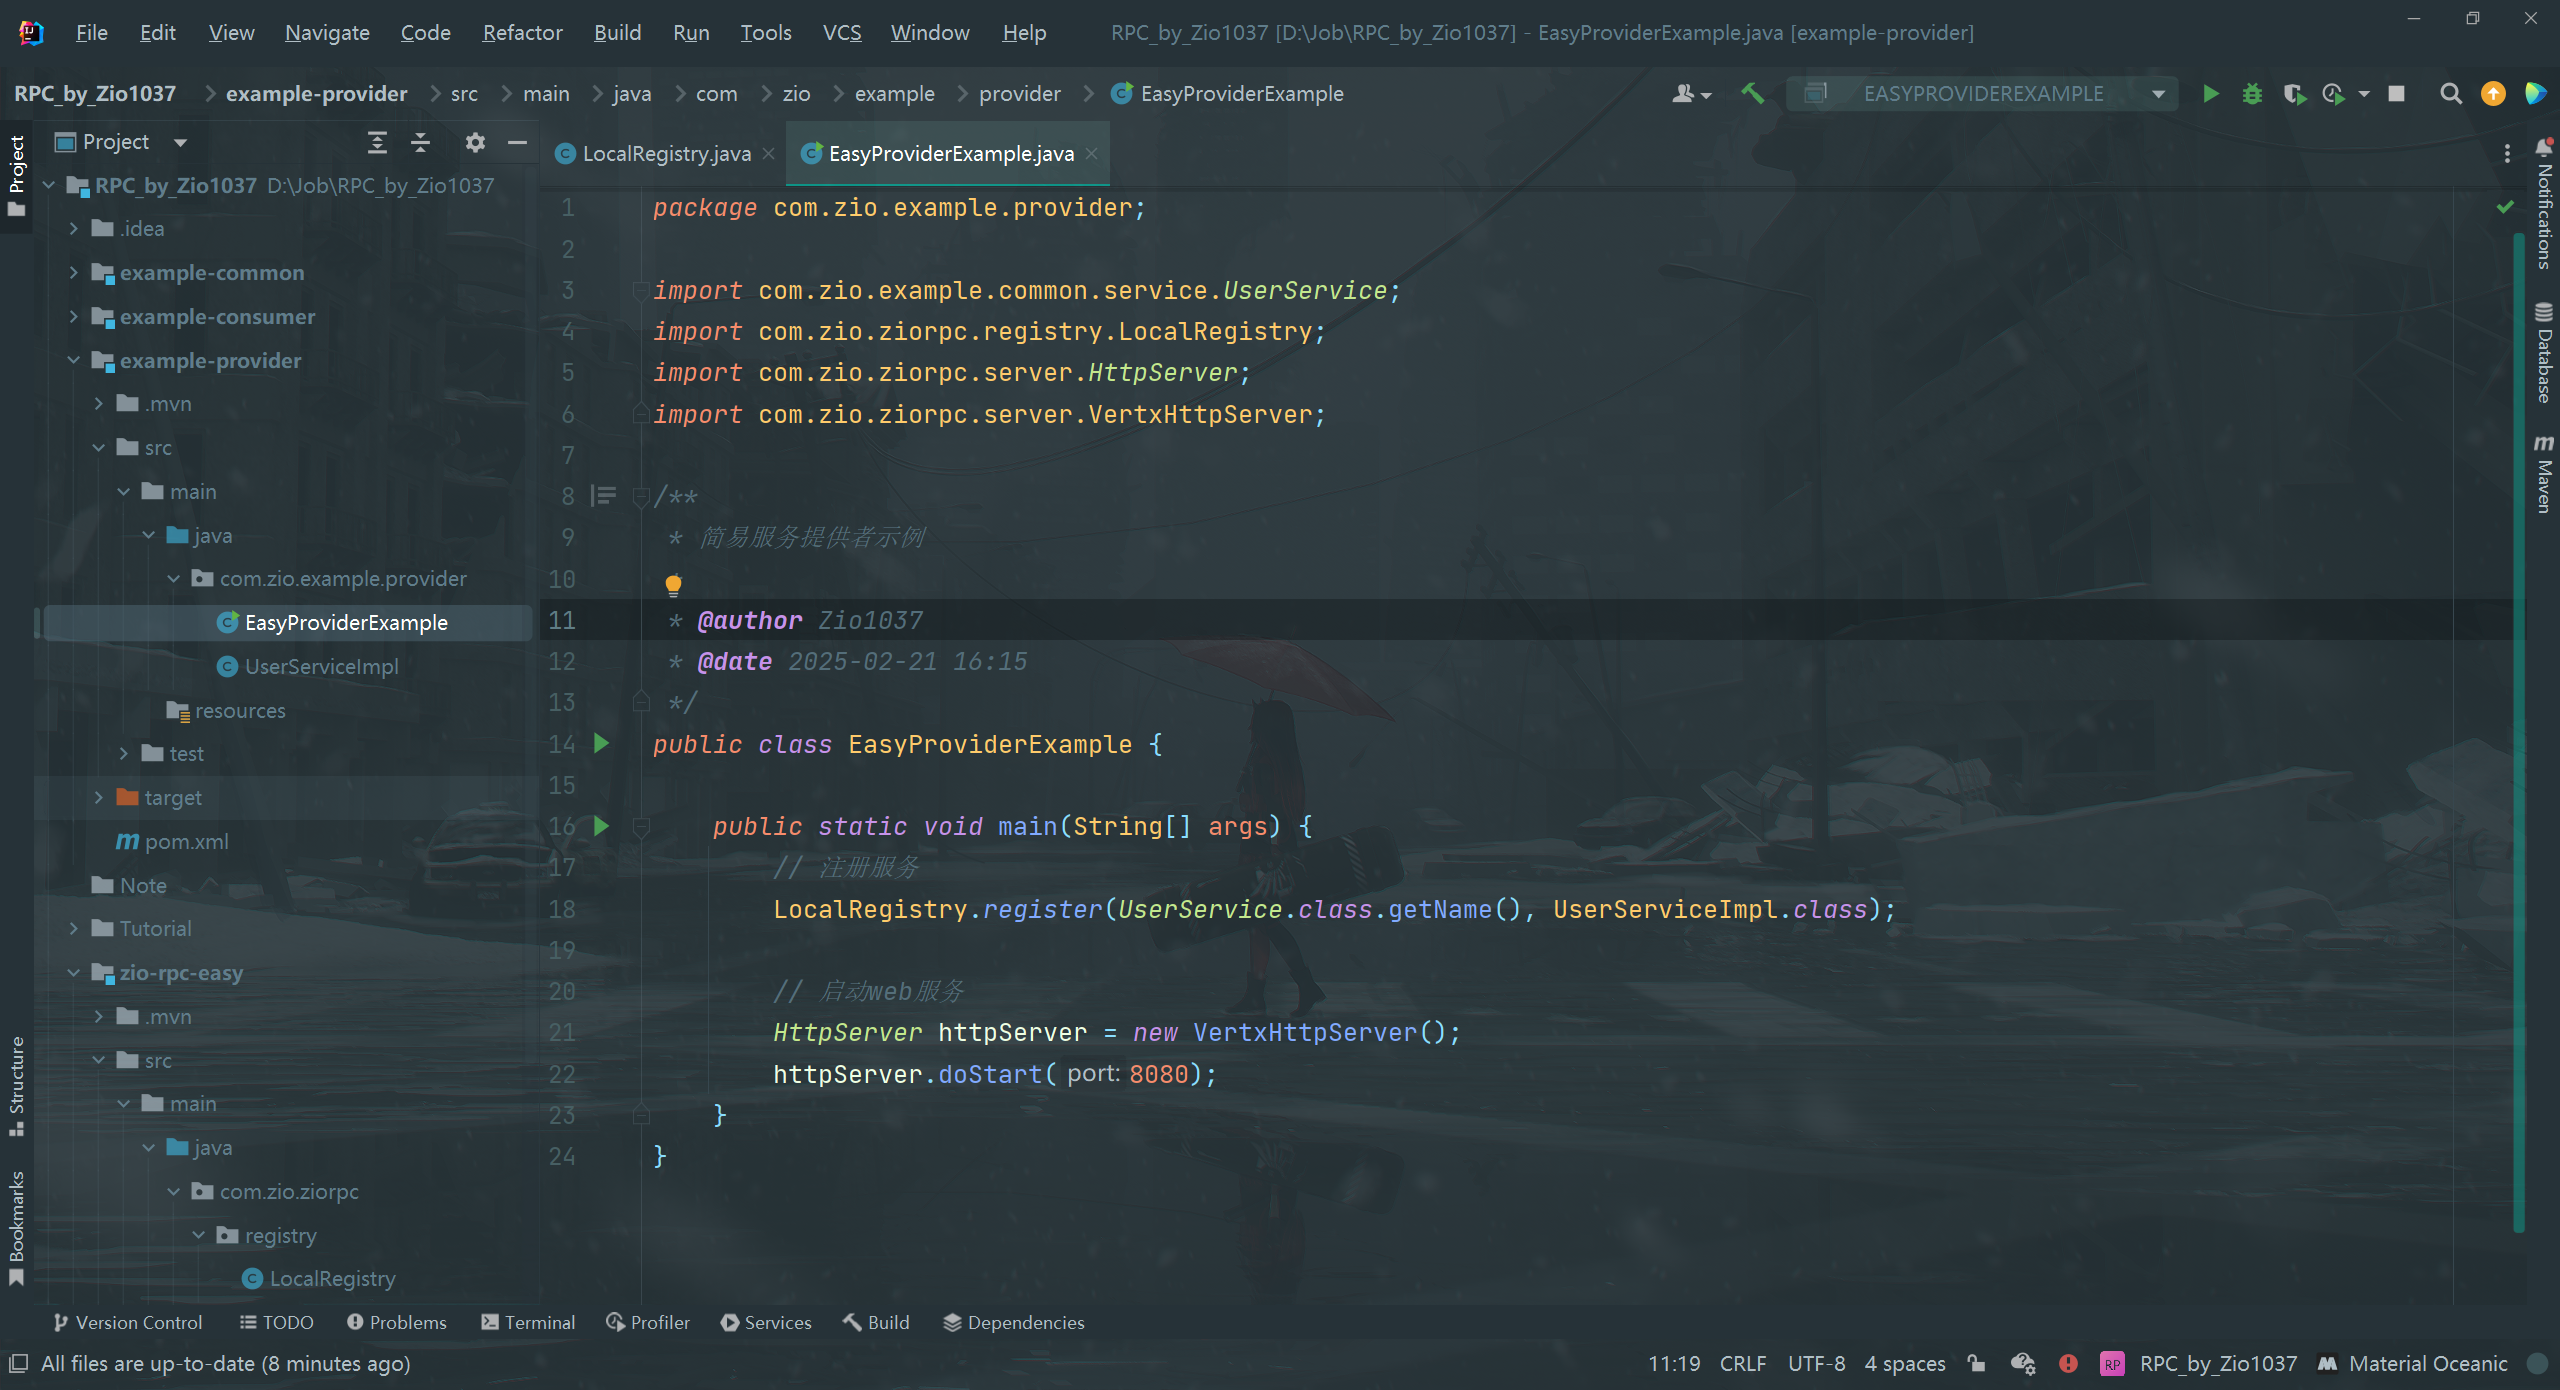 File Edit View Navigate Code Refactor Build Run Tools VCS Window Help RPC_by_Zio1037 [D:\Job\RPC_by_Zio1037] - EasyProviderExample.java [example-provider]
RPC_by_Zio1037 example-provider src main java com zio example provider EasyProviderExample EASYPROVIDEREXAMPLE
Project
Project
RPC_by_Zio1037 D:\Job\RPC_by_Zio1037
.idea
example-common
example-consumer
example-provider
.mvn
src
main
java
com.zio.example.provider
EasyProviderExample
UserServiceImpl
resources
test
target
pom.xml
Note
Tutorial
zio-rpc-easy
.mvn
src
main
java
com.zio.ziorpc
registry
LocalRegistry
Structure
Bookmarks
LocalRegistry.java EasyProviderExample.java
1 package com.zio.example.provider;
2
3 import com.zio.example.common.service.UserService;
4 import com.zio.ziorpc.registry.LocalRegistry;
5 import com.zio.ziorpc.server.HttpServer;
6 import com.zio.ziorpc.server.VertxHttpServer;
7
8 /**
9 * 简易服务提供者示例
10
11 * @author Zio1037
12 * @date 2025-02-21 16:15
13 */
14 public class EasyProviderExample {
15
16 public static void main(String[] args) {
17 // 注册服务
18 LocalRegistry.register(UserService.class.getName(), UserServiceImpl.class);
19
20 // 启动web服务
21 HttpServer httpServer = new VertxHttpServer();
22 httpServer.doStart( port: 8080);
23 }
24 }
Notifications
Database
Maven
Version Control TODO Problems Terminal Profiler Services Build Dependencies
All files are up-to-date (8 minutes ago) 11:19 CRLF UTF-8 4 spaces RP RPC_by_Zio1037 Material Oceanic